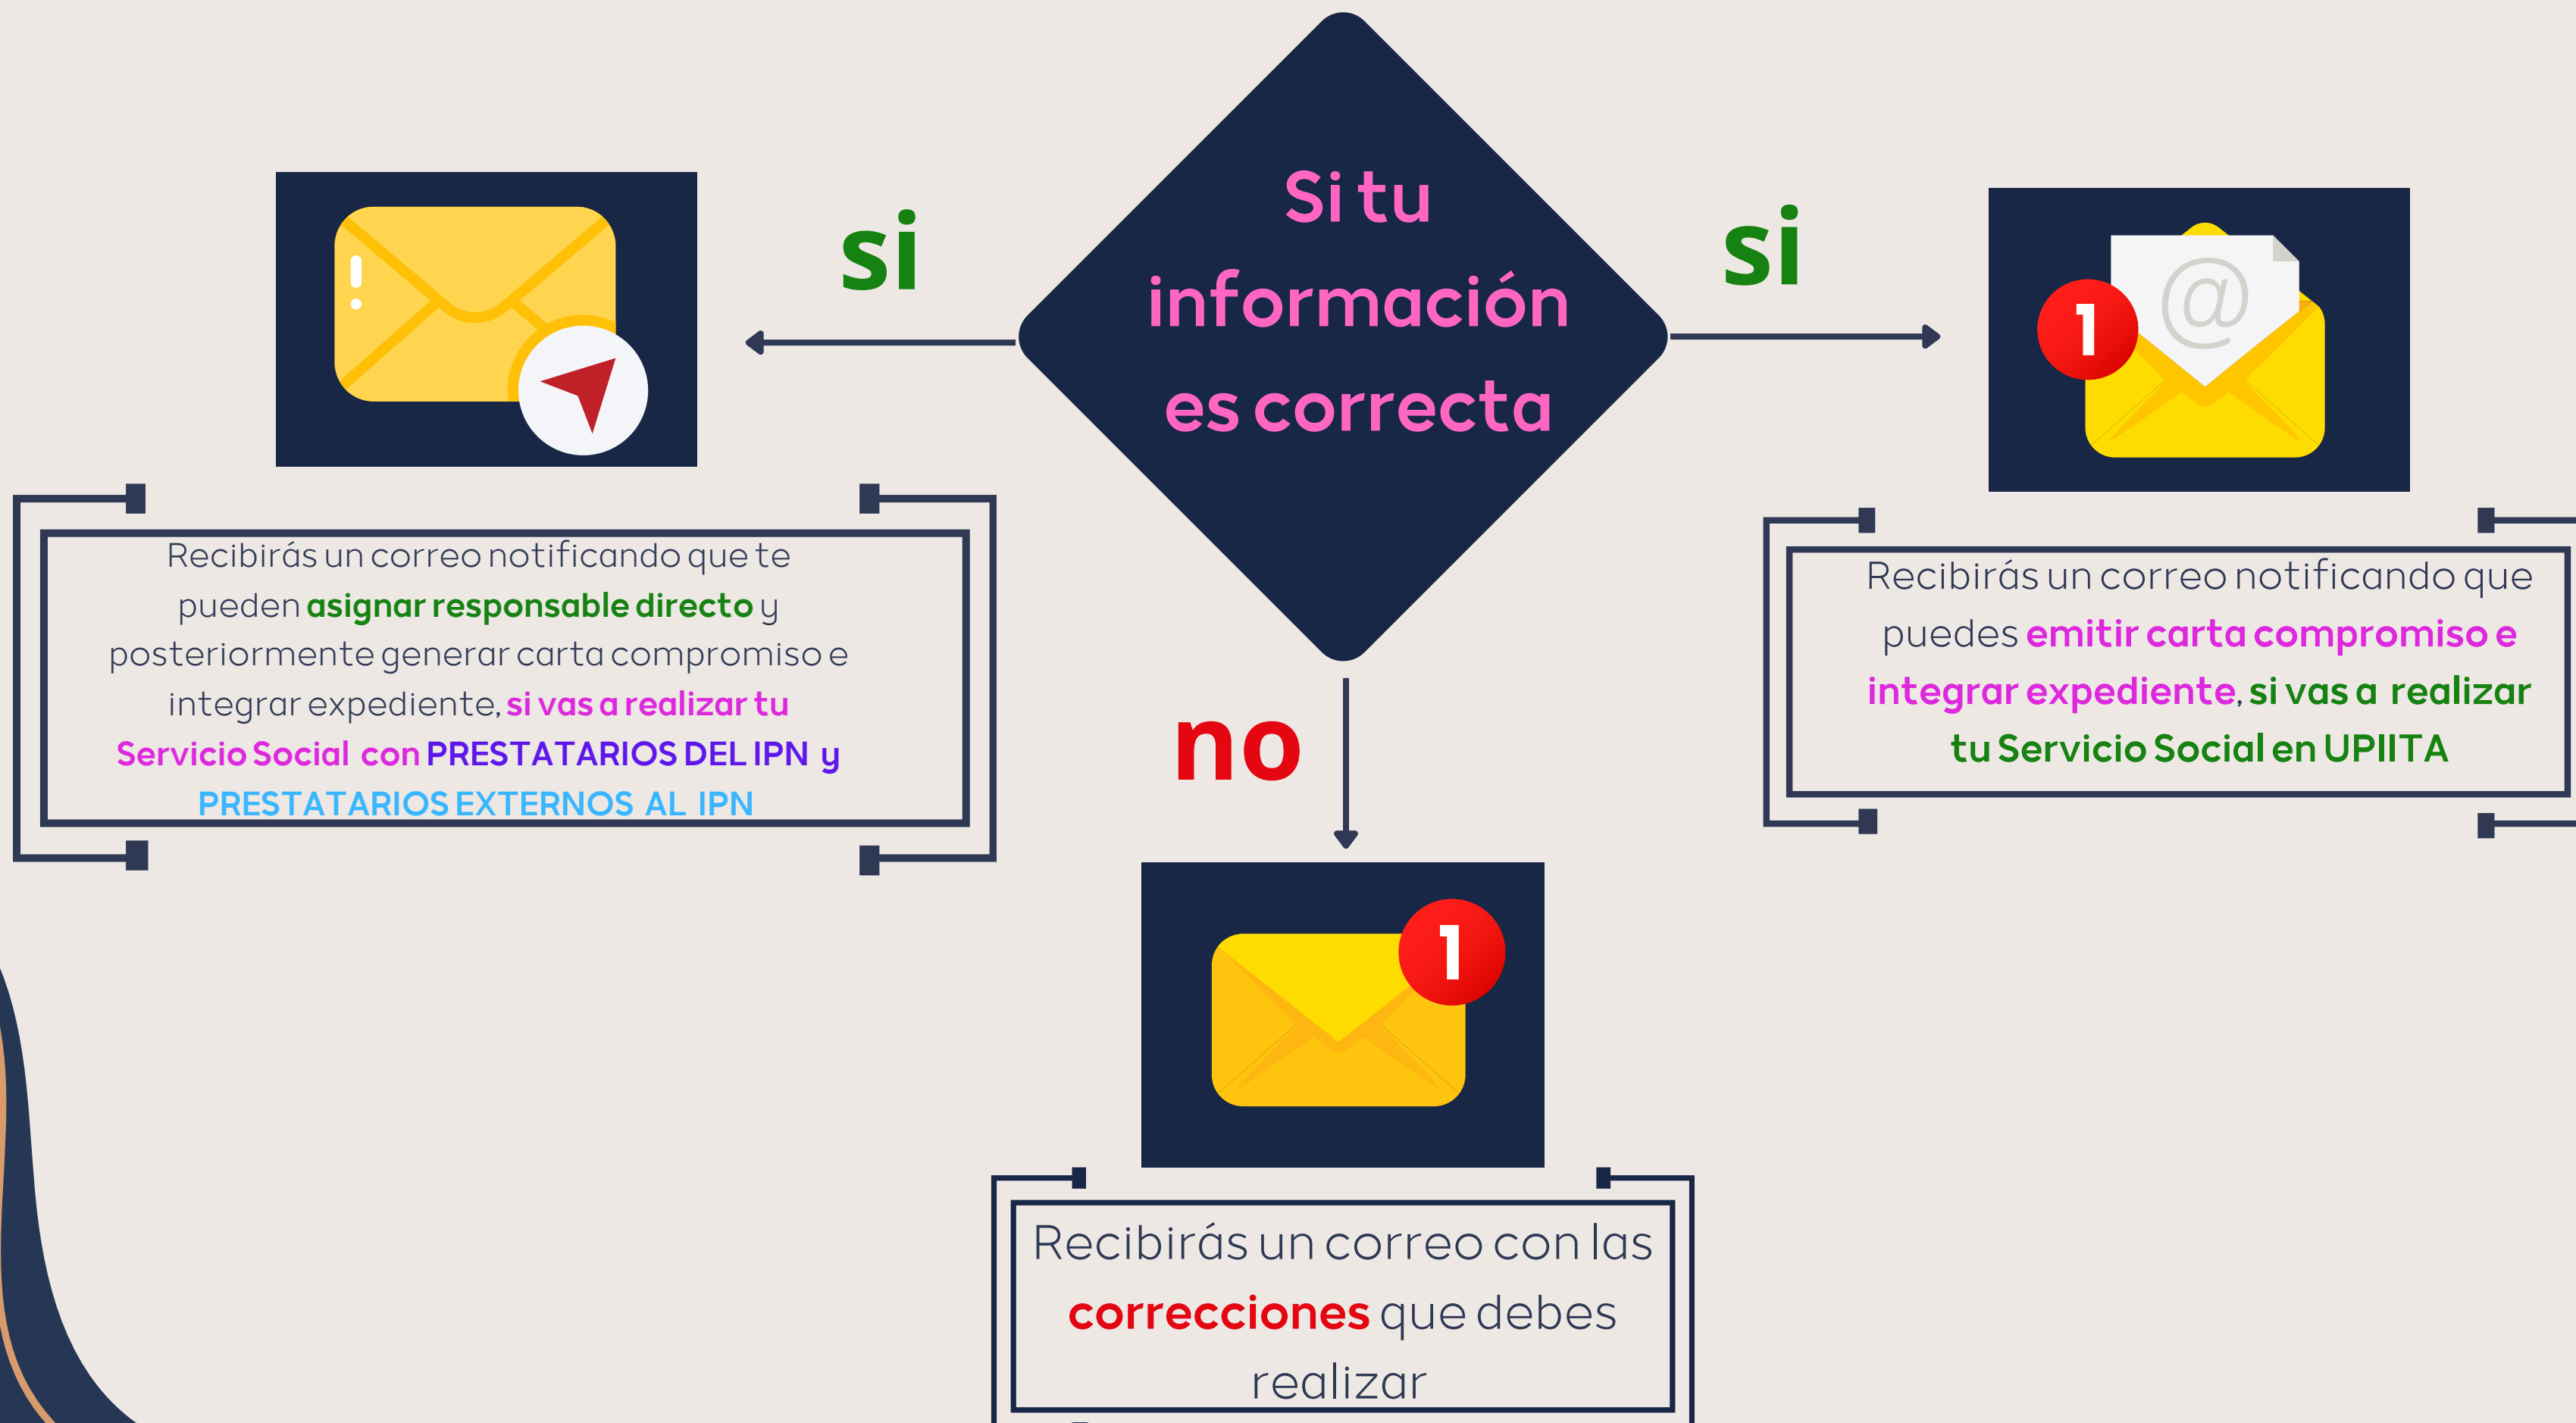 Si tu
información
es correcta
si
si
@
1
Recibirás un correo notificando que te
pueden asignar responsable directo y
posteriormente generar carta compromiso e
integrar expediente, si vas a realizar tu
Servicio Social con PRESTATARIOS DEL IPN y
PRESTATARIOS EXTERNOS AL IPN
Recibirás un correo notificando que
puedes emitir carta compromiso e
integrar expediente, si vas a realizar
tu Servicio Social en UPIITA
no
1
Recibirás un correo con las
correcciones que debes
realizar